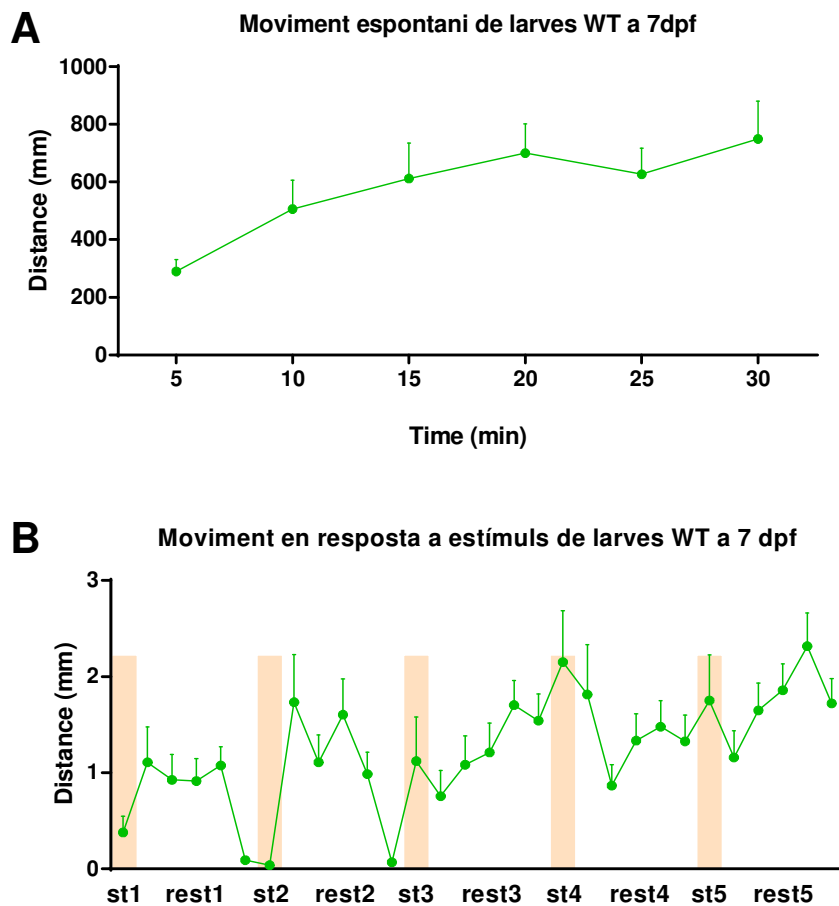 A
Moviment espontani de larves WT a 7dpf
1000
800
600
400
200
0
Distance (mm)
5 10 15 20 25 30
Time (min)
B
Moviment en resposta a estímuls de larves WT a 7 dpf
3
2
1
0
Distance (mm)
st1 rest1 st2 rest2 st3 rest3 st4 rest4 st5 rest5